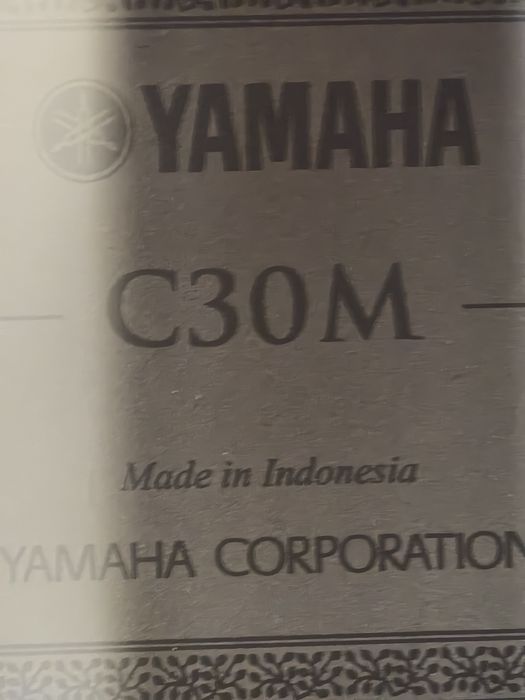 YAMAHA
C30M
Made in Indonesia
YAMAHA CORPORATION